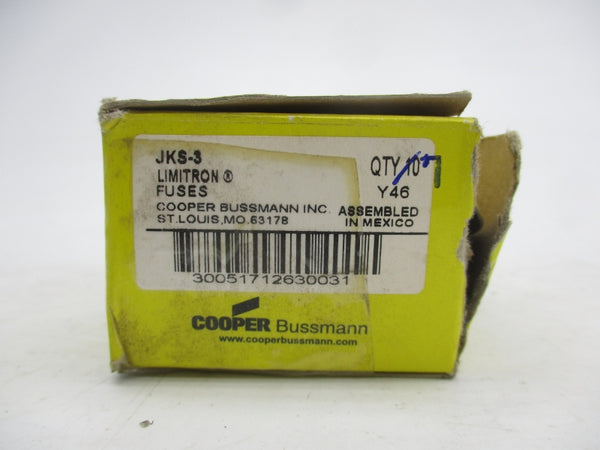 JKS-3
LIMITRON ®
FUSES
QTY 10
Y46
COOPER BUSSMANN INC.
ST.LOUIS,MO.63178
ASSEMBLED
IN MEXICO
30051712630031
COOPER Bussmann
www.cooperbussmann.com